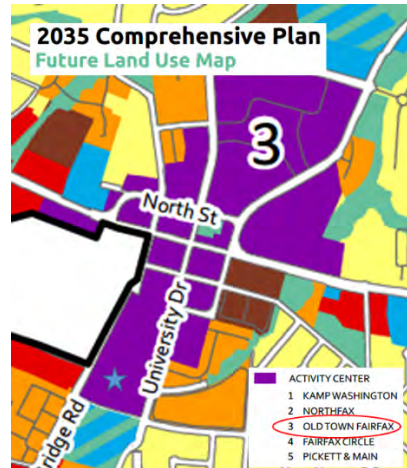 2035 Comprehensive Plan
Future Land Use Map
3
North St
University Dr
Bridge Rd
ACTIVITY CENTER
1 KAMP WASHINGTON
2 NORTHFAX
3 OLD TOWN FAIRFAX
4 FAIRFAX CIRCLE
5 PICKETT & MAIN